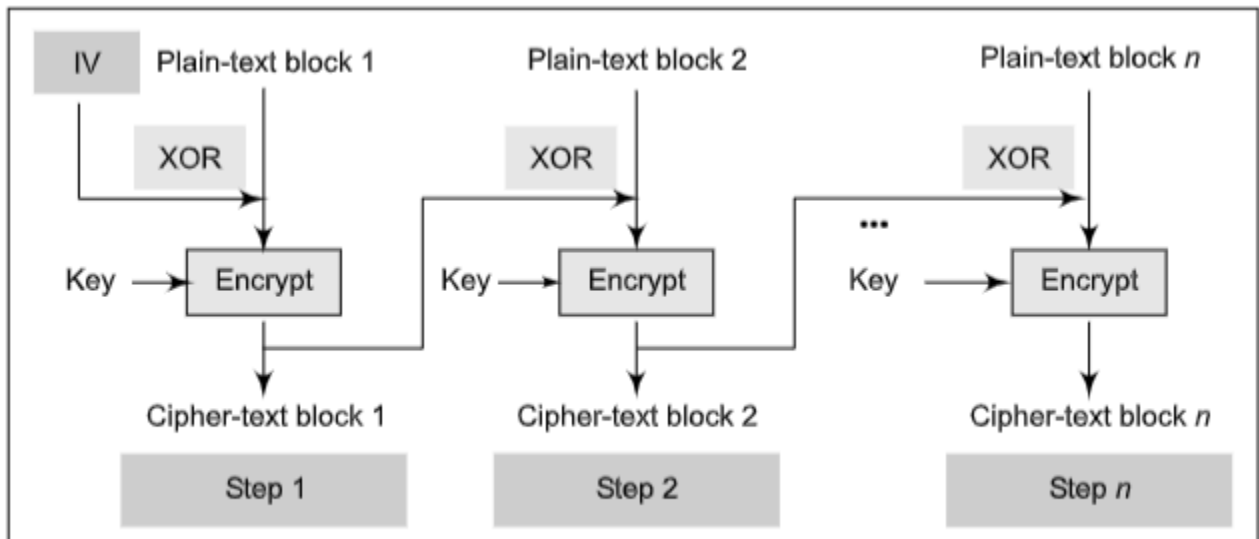 IV
Plain-text block 1
Plain-text block 2
Plain-text block n
XOR
XOR
XOR
...
Key
Encrypt
Key
Encrypt
Key
Encrypt
Cipher-text block 1
Cipher-text block 2
Cipher-text block n
Step 1
Step 2
Step n